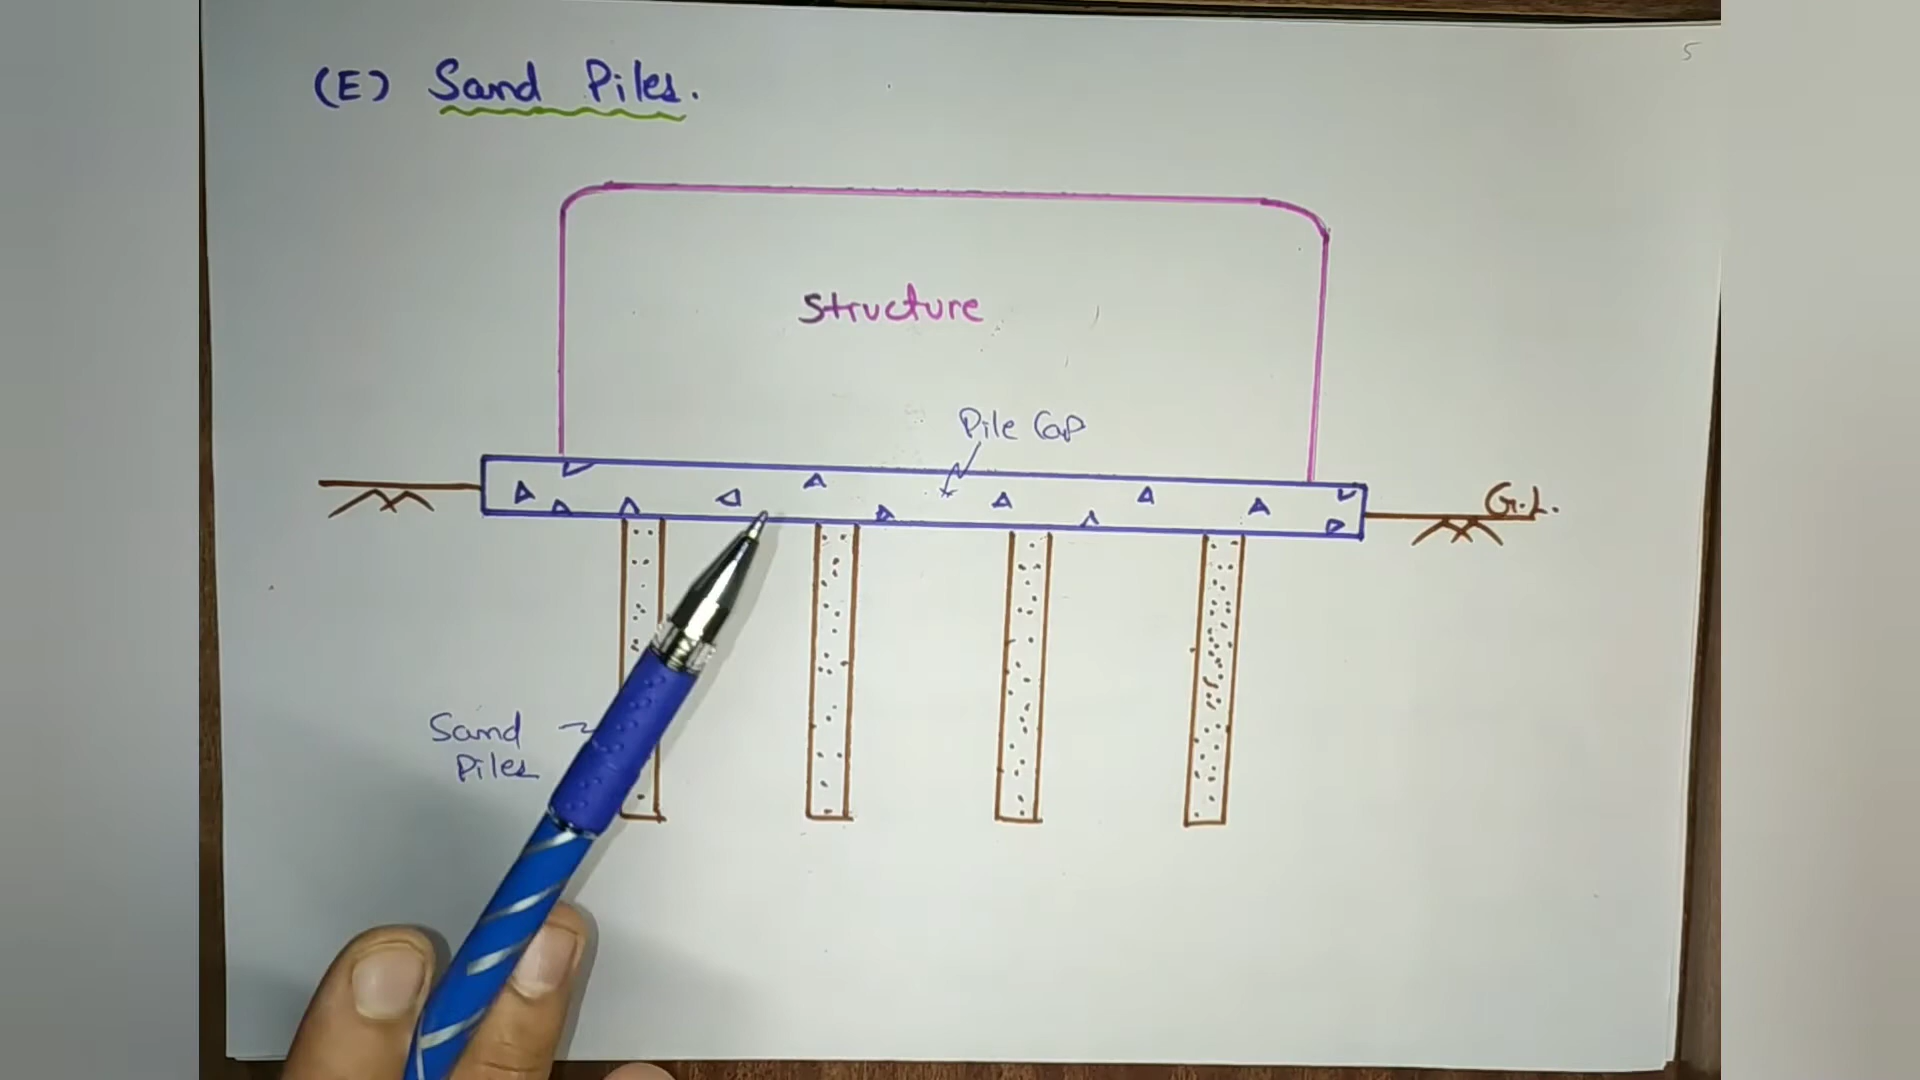 5
(E) Sand Piles.
Structure
Pile Cap
G.L.
Sand
Piles